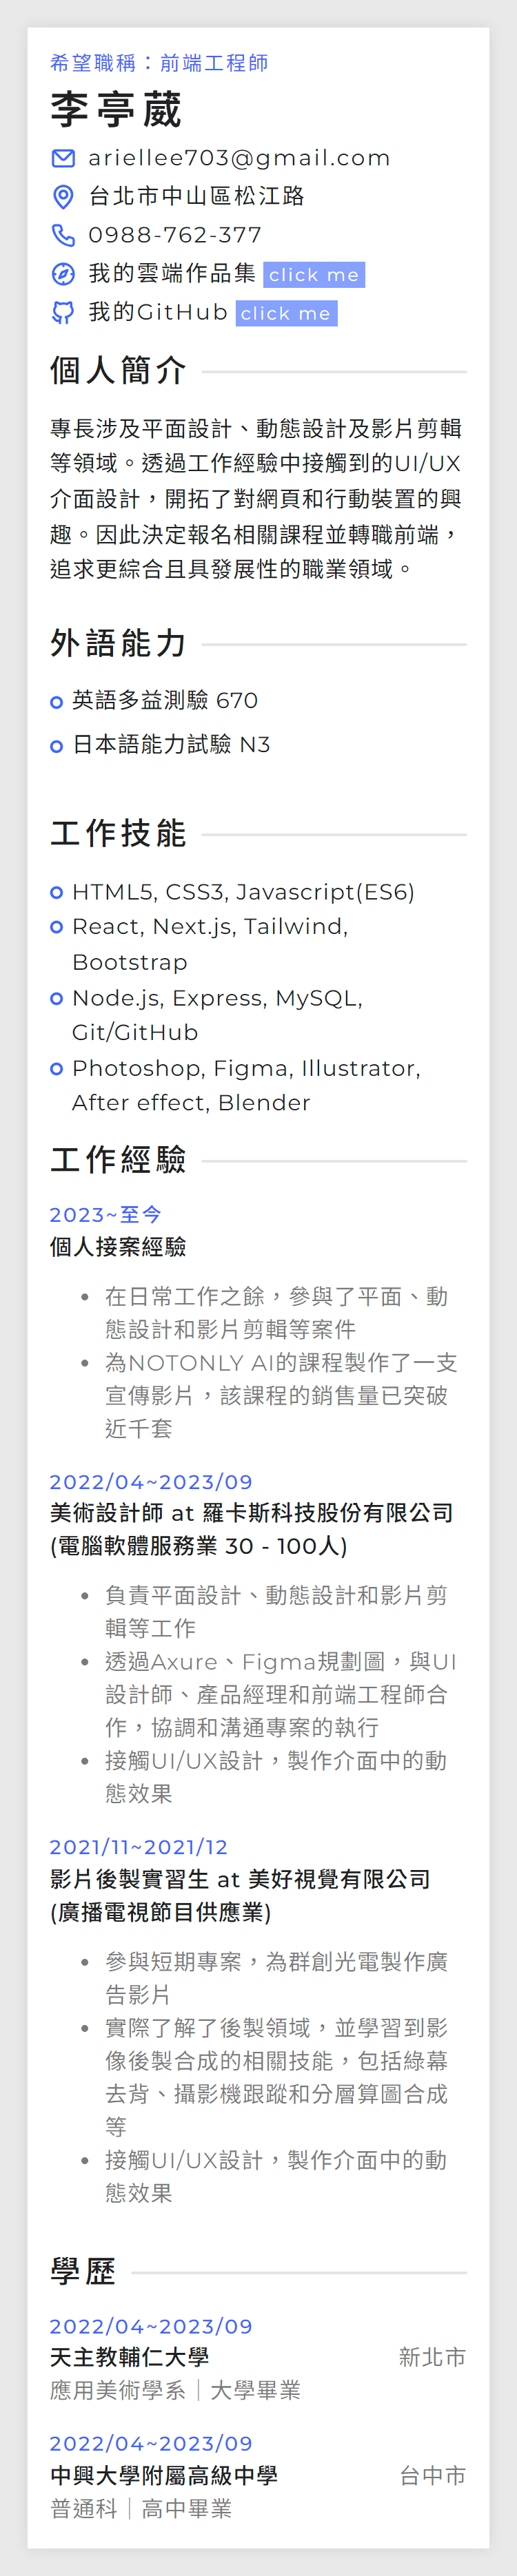 希望職稱：前端工程師
李亭葳
ariellee703@gmail.com
台北市中山區松江路
0988-762-377
我的雲端作品集 click me
我的GitHub click me
個人簡介
專長涉及平面設計、動態設計及影片剪輯
等領域。透過工作經驗中接觸到的UI/UX
介面設計，開拓了對網頁和行動裝置的興
趣。因此決定報名相關課程並轉職前端，
追求更綜合且具發展性的職業領域。
外語能力
英語多益測驗 670
日本語能力試驗 N3
工作技能
HTML5, CSS3, Javascript(ES6)
React, Next.js, Tailwind,
Bootstrap
Node.js, Express, MySQL,
Git/GitHub
Photoshop, Figma, Illustrator,
After effect, Blender
工作經驗
2023~至今
個人接案經驗
在日常工作之餘，參與了平面、動
態設計和影片剪輯等案件
為NOTONLY AI的課程製作了一支
宣傳影片，該課程的銷售量已突破
近千套
2022/04~2023/09
美術設計師 at 羅卡斯科技股份有限公司
(電腦軟體服務業 30 - 100人)
負責平面設計、動態設計和影片剪
輯等工作
透過Axure、Figma規劃圖，與UI
設計師、產品經理和前端工程師合
作，協調和溝通專案的執行
接觸UI/UX設計，製作介面中的動
態效果
2021/11~2021/12
影片後製實習生 at 美好視覺有限公司
(廣播電視節目供應業)
參與短期專案，為群創光電製作廣
告影片
實際了解了後製領域，並學習到影
像後製合成的相關技能，包括綠幕
去背、攝影機跟蹤和分層算圖合成
等
接觸UI/UX設計，製作介面中的動
態效果
學歷
2022/04~2023/09
天主教輔仁大學 新北市
應用美術學系｜大學畢業
2022/04~2023/09
中興大學附屬高級中學 台中市
普通科｜高中畢業